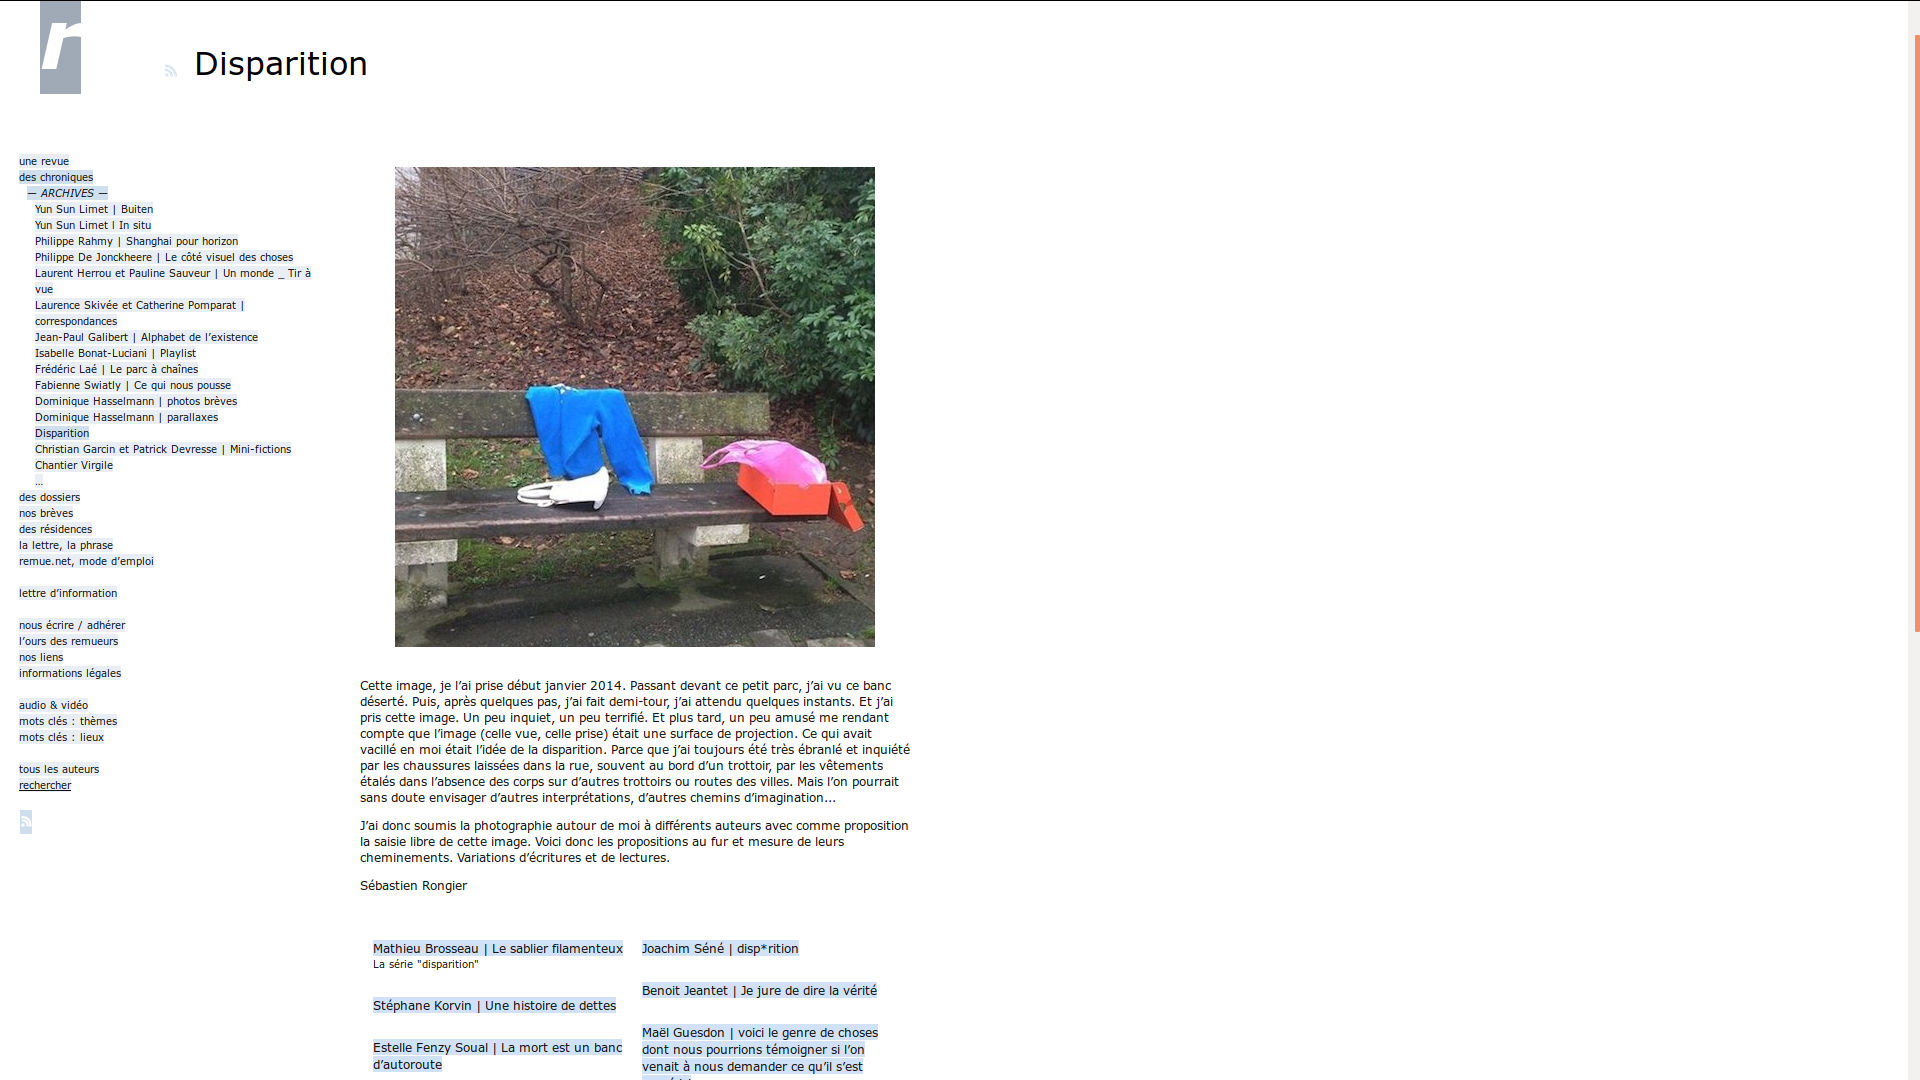 r
Disparition
une revue
des chroniques
— ARCHIVES —
Yun Sun Limet | Buiten
Yun Sun Limet l In situ
Philippe Rahmy | Shanghai pour horizon
Philippe De Jonckheere | Le côté visuel des choses
Laurent Herrou et Pauline Sauveur | Un monde _ Tir à
vue
Laurence Skivée et Catherine Pomparat |
correspondances
Jean-Paul Galibert | Alphabet de l’existence
Isabelle Bonat-Luciani | Playlist
Frédéric Laé | Le parc à chaînes
Fabienne Swiatly | Ce qui nous pousse
Dominique Hasselmann | photos brèves
Dominique Hasselmann | parallaxes
Disparition
Christian Garcin et Patrick Devresse | Mini-fictions
Chantier Virgile
...
des dossiers
nos brèves
des résidences
la lettre, la phrase
remue.net, mode d’emploi
lettre d’information
nous écrire / adhérer
l’ours des remueurs
nos liens
informations légales
audio & vidéo
mots clés : thèmes
mots clés : lieux
tous les auteurs
rechercher
Cette image, je l’ai prise début janvier 2014. Passant devant ce petit parc, j’ai vu ce banc
déserté. Puis, après quelques pas, j’ai fait demi-tour, j’ai attendu quelques instants. Et j’ai
pris cette image. Un peu inquiet, un peu terrifié. Et plus tard, un peu amusé me rendant
compte que l’image (celle vue, celle prise) était une surface de projection. Ce qui avait
vacillé en moi était l’idée de la disparition. Parce que j’ai toujours été très ébranlé et inquiété
par les chaussures laissées dans la rue, souvent au bord d’un trottoir, par les vêtements
étalés dans l’absence des corps sur d’autres trottoirs ou routes des villes. Mais l’on pourrait
sans doute envisager d’autres interprétations, d’autres chemins d’imagination...
J’ai donc soumis la photographie autour de moi à différents auteurs avec comme proposition
la saisie libre de cette image. Voici donc les propositions au fur et mesure de leurs
cheminements. Variations d’écritures et de lectures.
Sébastien Rongier
Mathieu Brosseau | Le sablier filamenteux
La série "disparition"
Stéphane Korvin | Une histoire de dettes
Estelle Fenzy Soual | La mort est un banc
d’autoroute
Joachim Séné | disp*rition
Benoit Jeantet | Je jure de dire la vérité
Maël Guesdon | voici le genre de choses
dont nous pourrions témoigner si l’on
venait à nous demander ce qu’il s’est